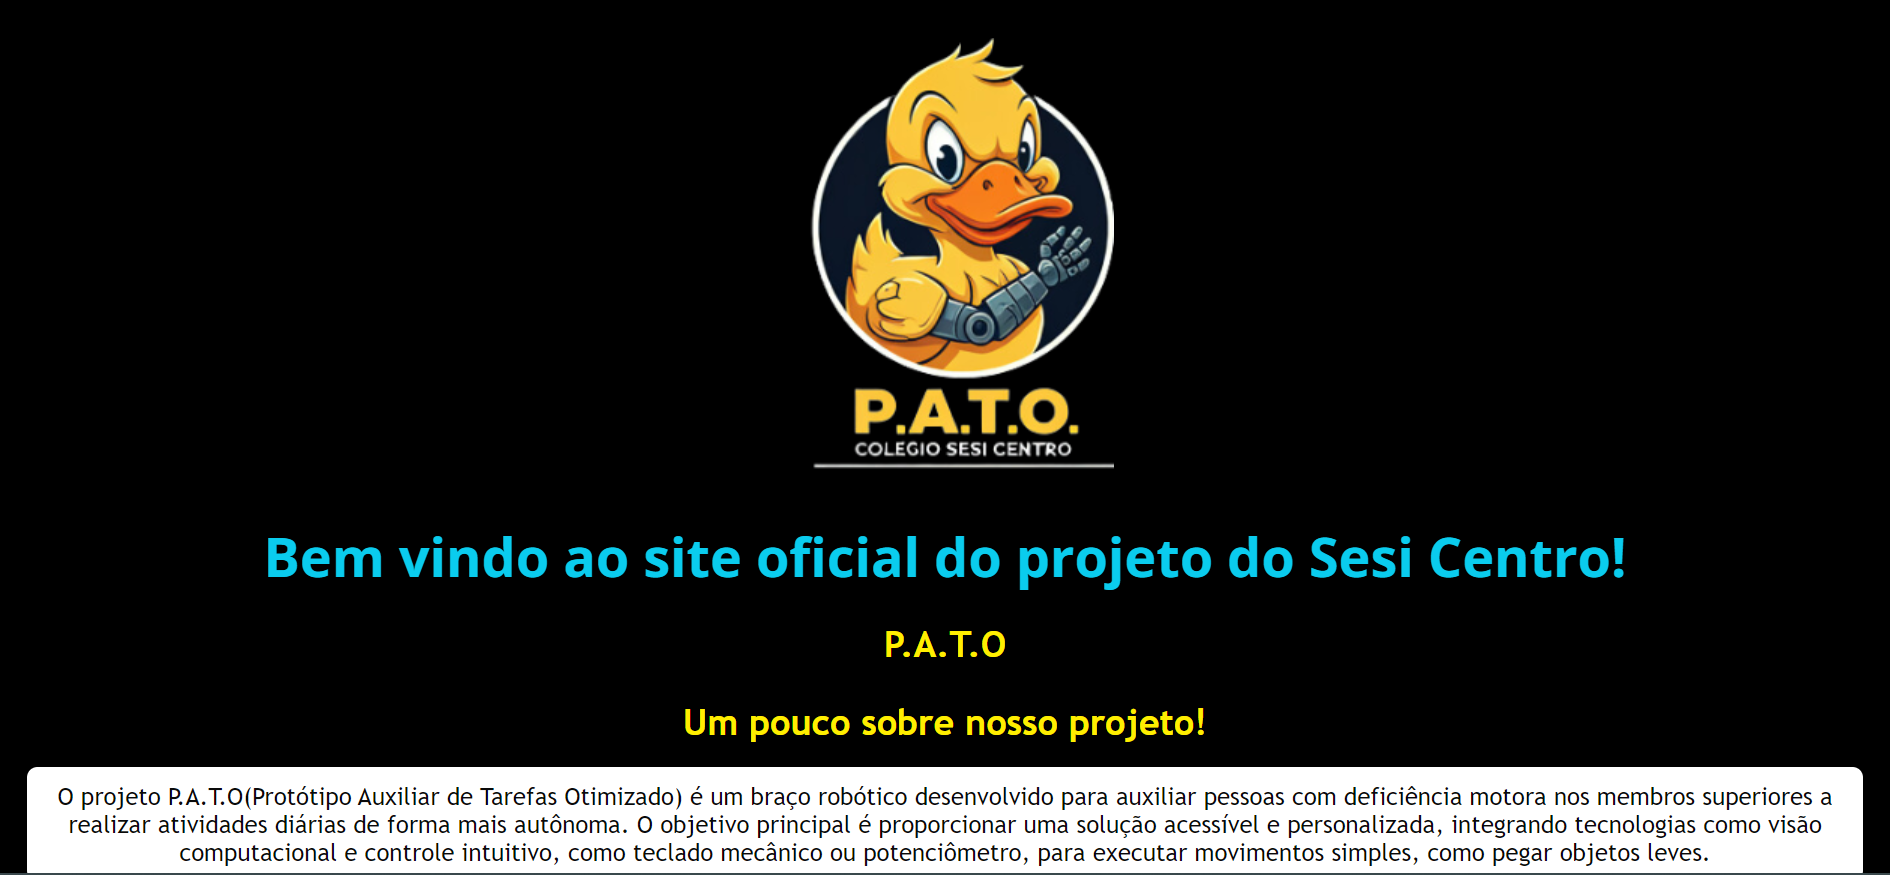 P.A.T.O.
COLÉGIO SESI CENTRO
Bem vindo ao site oficial do projeto do Sesi Centro!
P.A.T.O
Um pouco sobre nosso projeto!
O projeto P.A.T.O(Protótipo Auxiliar de Tarefas Otimizado) é um braço robótico desenvolvido para auxiliar pessoas com deficiência motora nos membros superiores a
realizar atividades diárias de forma mais autônoma. O objetivo principal é proporcionar uma solução acessível e personalizada, integrando tecnologias como visão
computacional e controle intuitivo, como teclado mecânico ou potenciômetro, para executar movimentos simples, como pegar objetos leves.